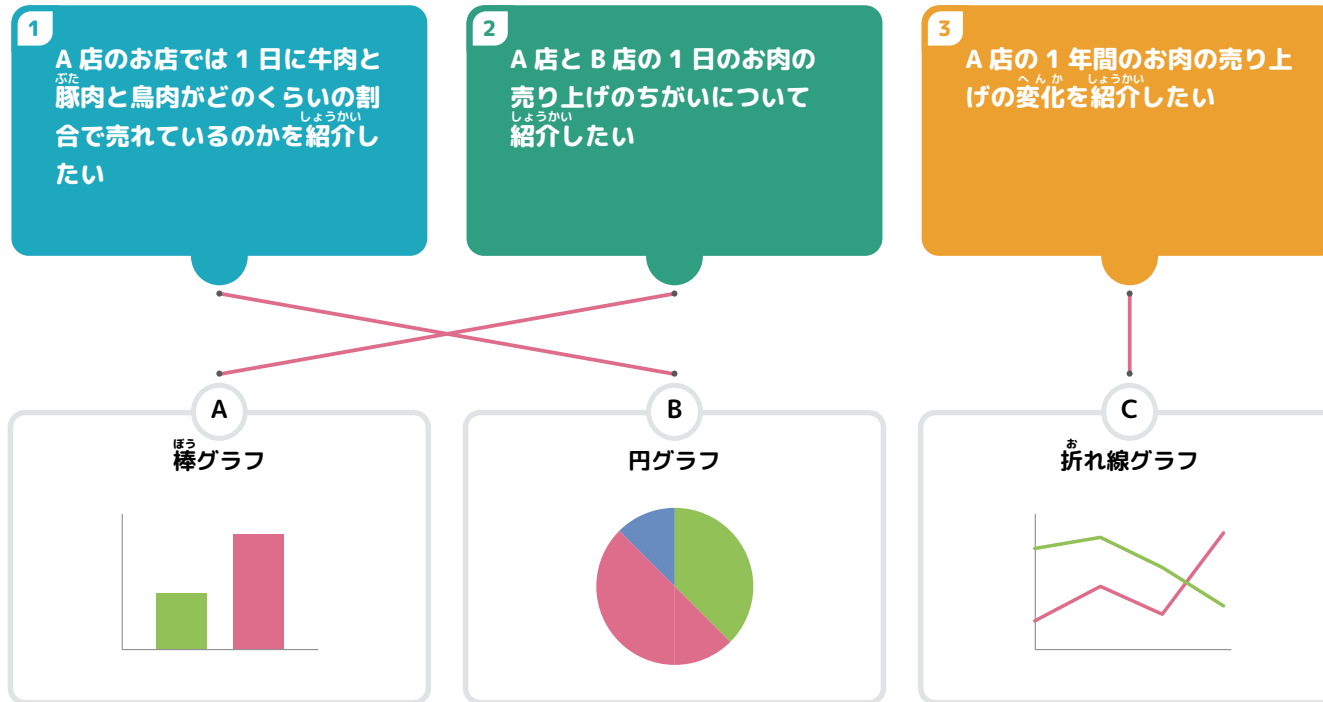 1
A 店のお店では 1 日に牛肉と
ぶた
豚肉と鳥肉がどのくらいの割
しょうかい
合で売れているのかを紹介し
たい
2
A 店と B 店の 1 日のお肉の
売り上げのちがいについて
しょうかい
紹介したい
3
A 店の 1 年間のお肉の売り上
へんか しょうかい
げの変化を紹介したい
A
ぼう
棒グラフ
B
円グラフ
C
お
折れ線グラフ